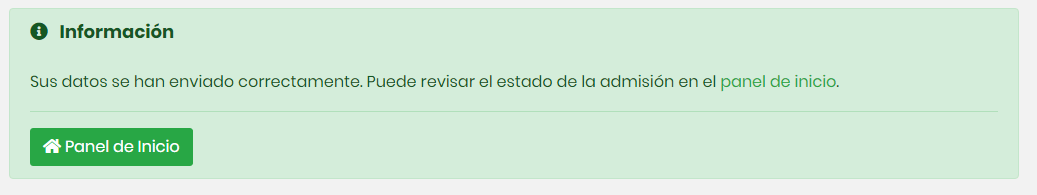 Información
Sus datos se han enviado correctamente. Puede revisar el estado de la admisión en el panel de inicio.
Panel de Inicio